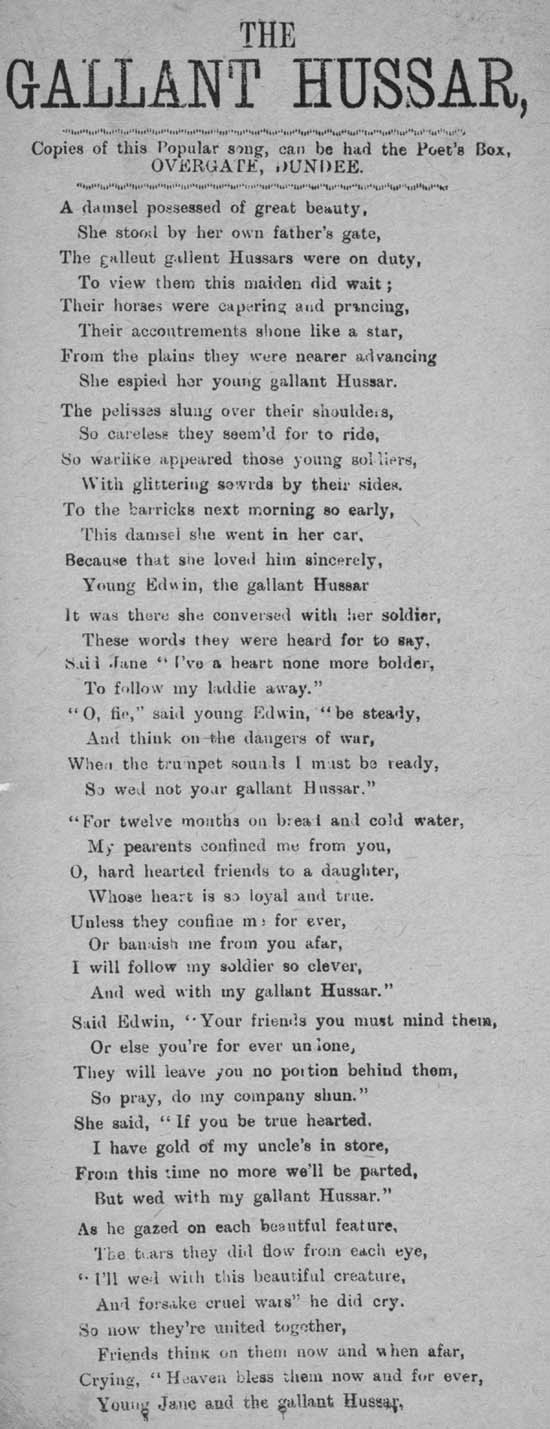 THE
GALLANT HUSSAR,
Copies of this Popular song, can be had the Poet's Box,
OVERGATE, DUNDEE.
A damsel possessed of great beauty,
She stood by her own father's gate,
The galleut gallent Hussars were on duty,
To view them this maiden did wait ;
Their horses were capering and prancing,
Their accoutrements shone like a star,
From the plains they were nearer advancing
She espied her young gallant Hussar.
The pelisses slung over their shoulders,
So careless they seem'd for to ride,
So warlike appeared those young soldiers,
With glittering sowrds by their sides.
To the barricks next morning so early,
This damsel she went in her car,
Because that she loved him sincerely,
Young Edwin, the gallant Hussar
It was there she conversed with her soldier,
These words they were heard for to say,
Said Jane " I've a heart none more bolder,
To follow my laddie away."
" O, fie," said young Edwin, " be steady,
And think on the dangers of war,
When the trumpet sounds I must be ready,
So wed not your gallant Hussar."
" For twelve months on bread and cold water,
My pearents confined me from you,
O, hard hearted friends to a daughter,
Whose heart is so loyal and true.
Unless they confine me for ever,
Or banaish me from you afar,
I will follow my soldier so clever,
And wed with my gallant Hussar."
Said Edwin, " Your friends you must mind them,
Or else you're for ever undone,
They will leave you no portion behind them,
So pray, do my company shun."
She said, " If you be true hearted.
I have gold of my uncle's in store,
From this time no more we'll be parted,
But wed with my gallant Hussar."
As he gazed on each beautful feature,
The tears they did flow from each eye,
" I'll wed with this beautiful creature,
And forsake cruel wars" he did cry.
So now they're united together,
Friends think on them now and when afar,
Crying, " Heaven bless them now and for ever,
Young Jane and the gallant Hussar,